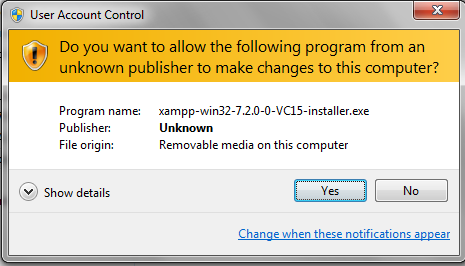 User Account Control
Do you want to allow the following program from an
unknown publisher to make changes to this computer?
Program name: xampp-win32-7.2.0-0-VC15-installer.exe
Publisher: Unknown
File origin: Removable media on this computer
Show details
Yes
No
Change when these notifications appear